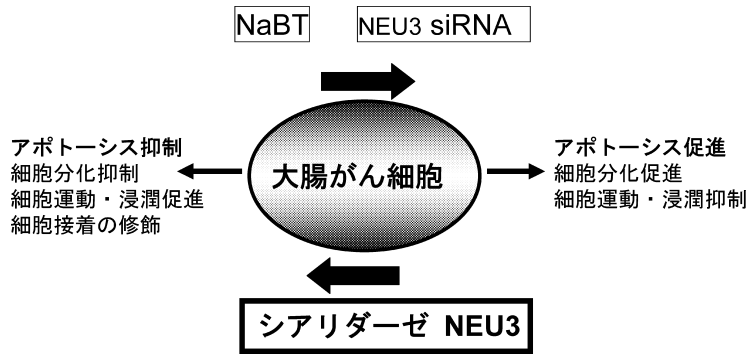 NaBT
NEU3 siRNA
アポトーシス抑制
細胞分化抑制
細胞運動・浸潤促進
細胞接着の修飾
大腸がん細胞
アポトーシス促進
細胞分化促進
細胞運動・浸潤抑制
シアリダーゼ NEU3